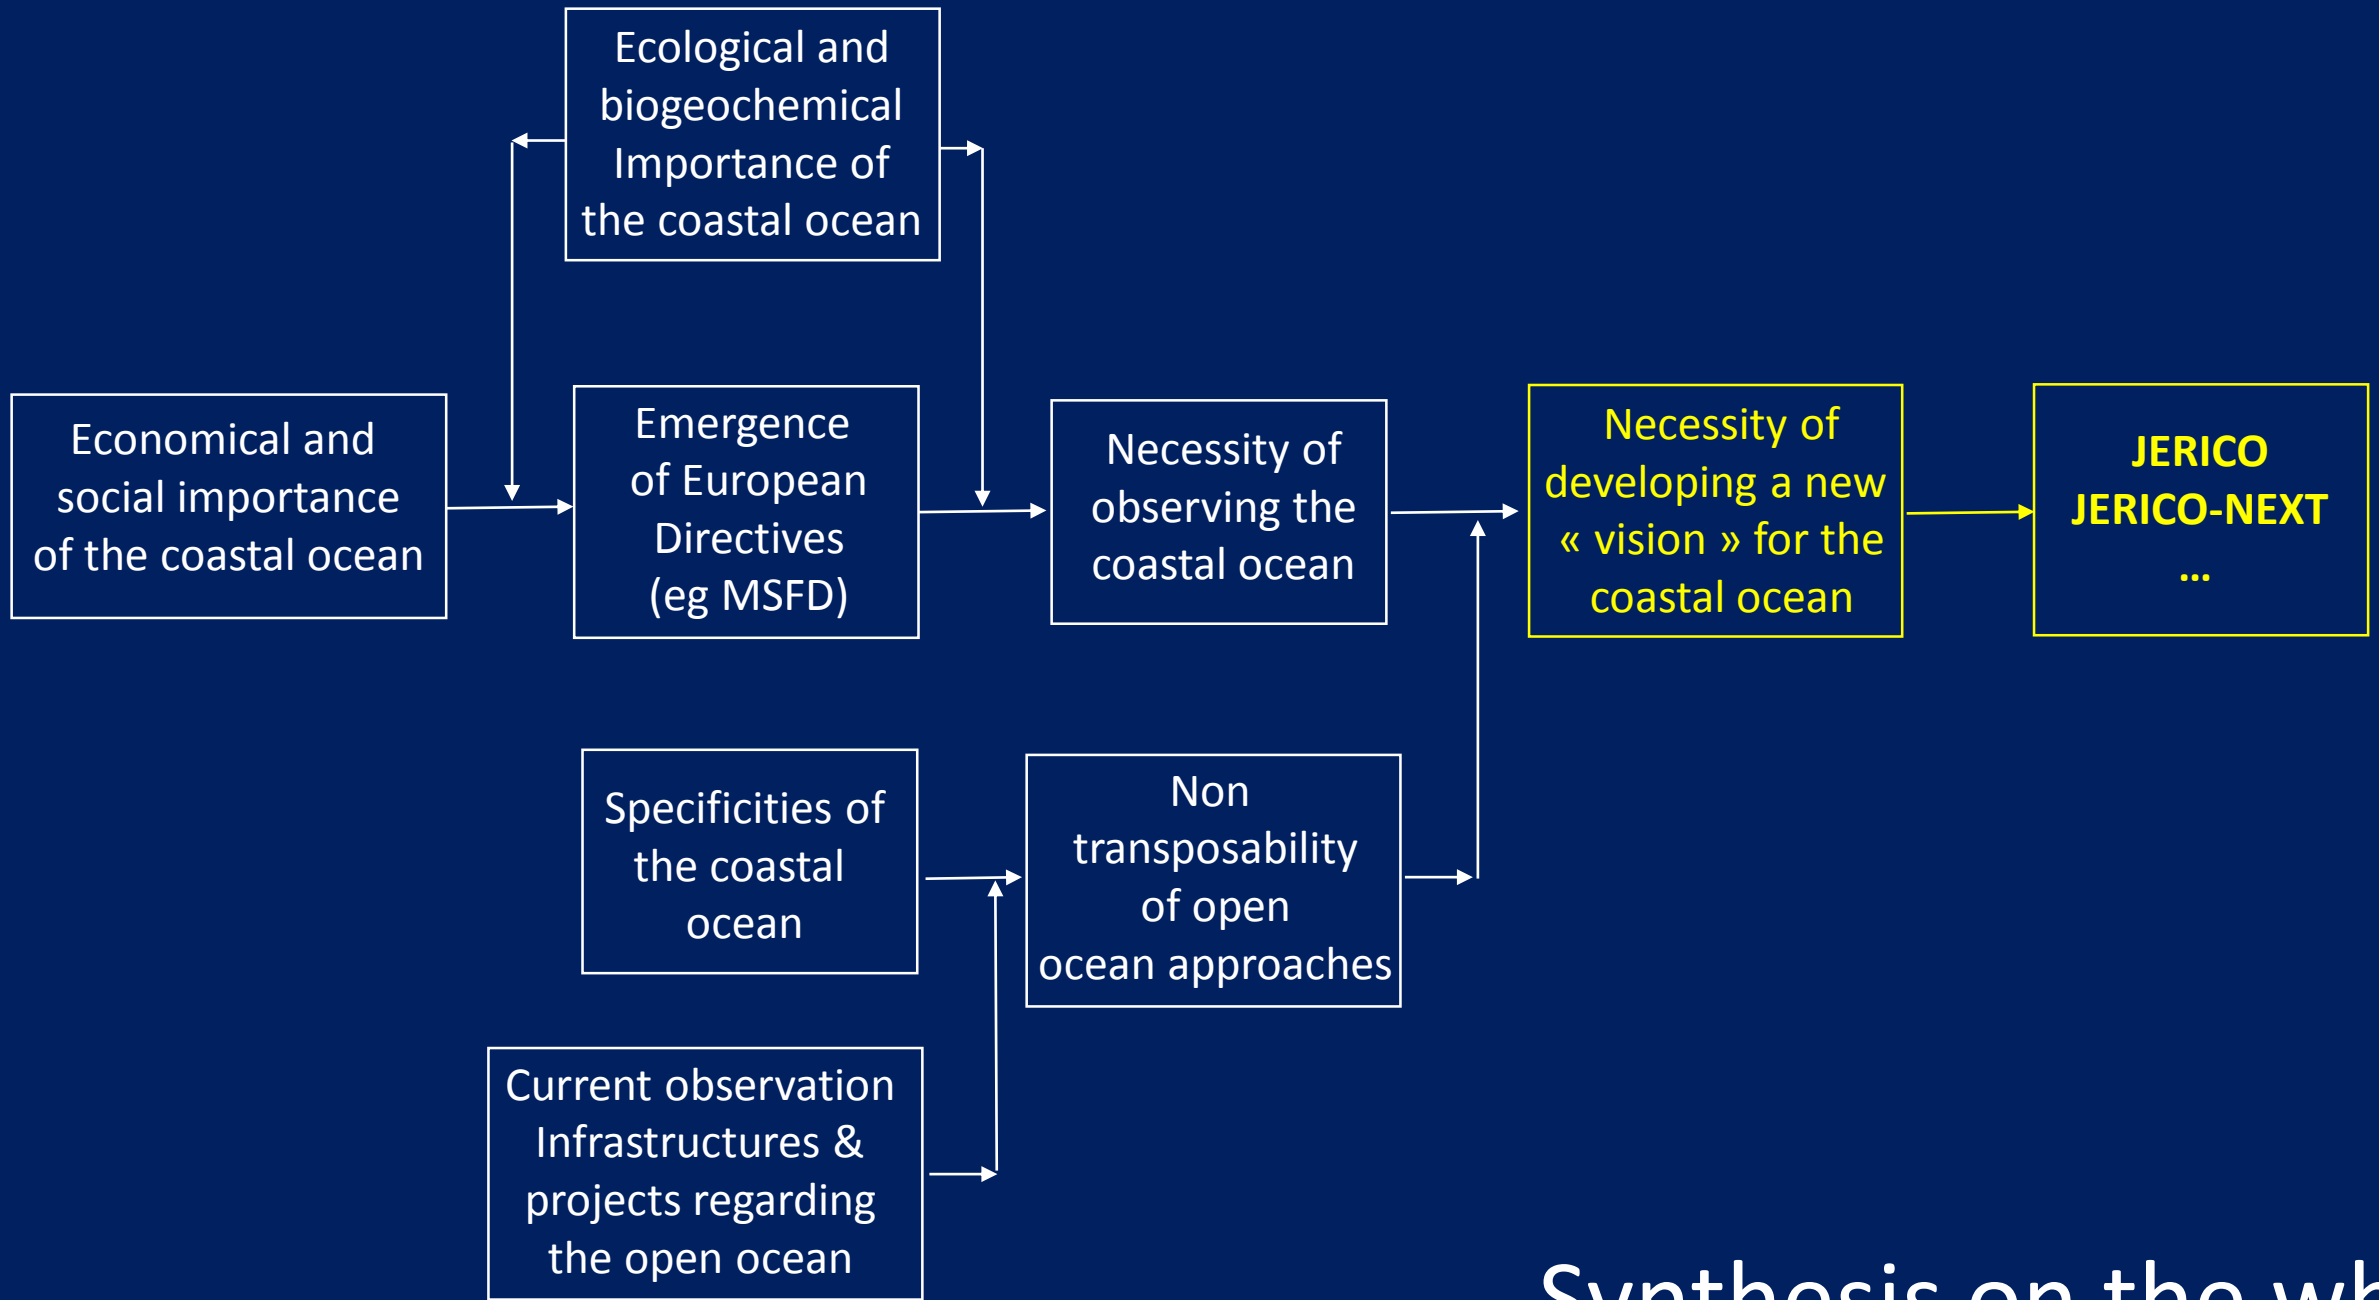 Ecological and
biogeochemical
Importance of
the coastal ocean
Economical and
social importance
of the coastal ocean
Emergence
of European
Directives
(eg MSFD)
Necessity of
observing the
coastal ocean
Necessity of
developing a new
« vision » for the
coastal ocean
JERICO
JERICO-NEXT
...
Specificities of
the coastal
ocean
Non
transposability
of open
ocean approaches
Current observation
Infrastructures &
projects regarding
the open ocean
Synthesis on the